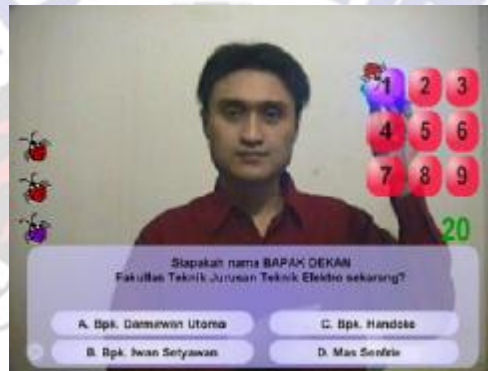 1 2 3
4 5 6
7 8 9
20
Siapakah nama BAPAK DEKAN
Fakultas Teknik Jurusan Teknik Elektro sekarang?
A. Bpk. Darmawan Utomo
C. Bpk. Handoko
B. Bpk. Iwan Setyawan
D. Mas